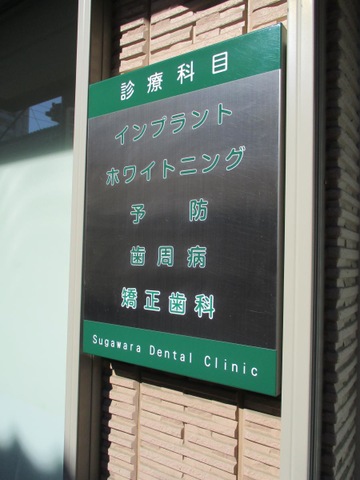 診療科目
インプラント
ホワイトニング
予防
歯周病
矯正歯科
Sugawara Dental Clinic